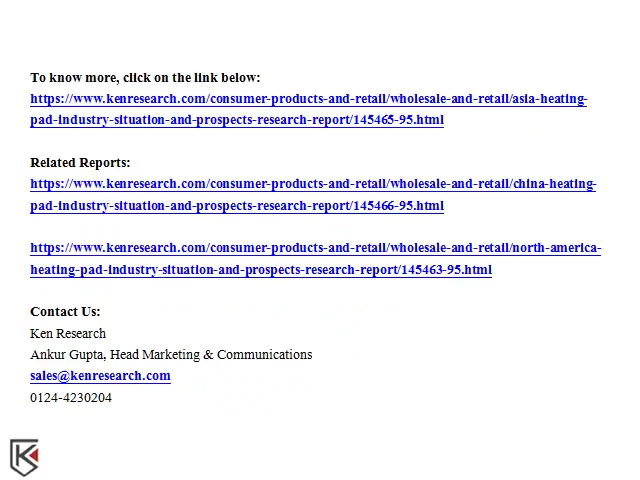 To know more, click on the link below:
https://www.kenresearch.com/consumer-products-and-retail/wholesale-and-retail/asia-heating-
pad-industry-situation-and-prospects-research-report/145465-95.html
Related Reports:
https://www.kenresearch.com/consumer-products-and-retail/wholesale-and-retail/china-heating-
pad-industry-situation-and-prospects-research-report/145466-95.html
https://www.kenresearch.com/consumer-products-and-retail/wholesale-and-retail/north-america-
heating-pad-industry-situation-and-prospects-research-report/145463-95.html
Contact Us:
Ken Research
Ankur Gupta, Head Marketing & Communications
sales@kenresearch.com
0124-4230204